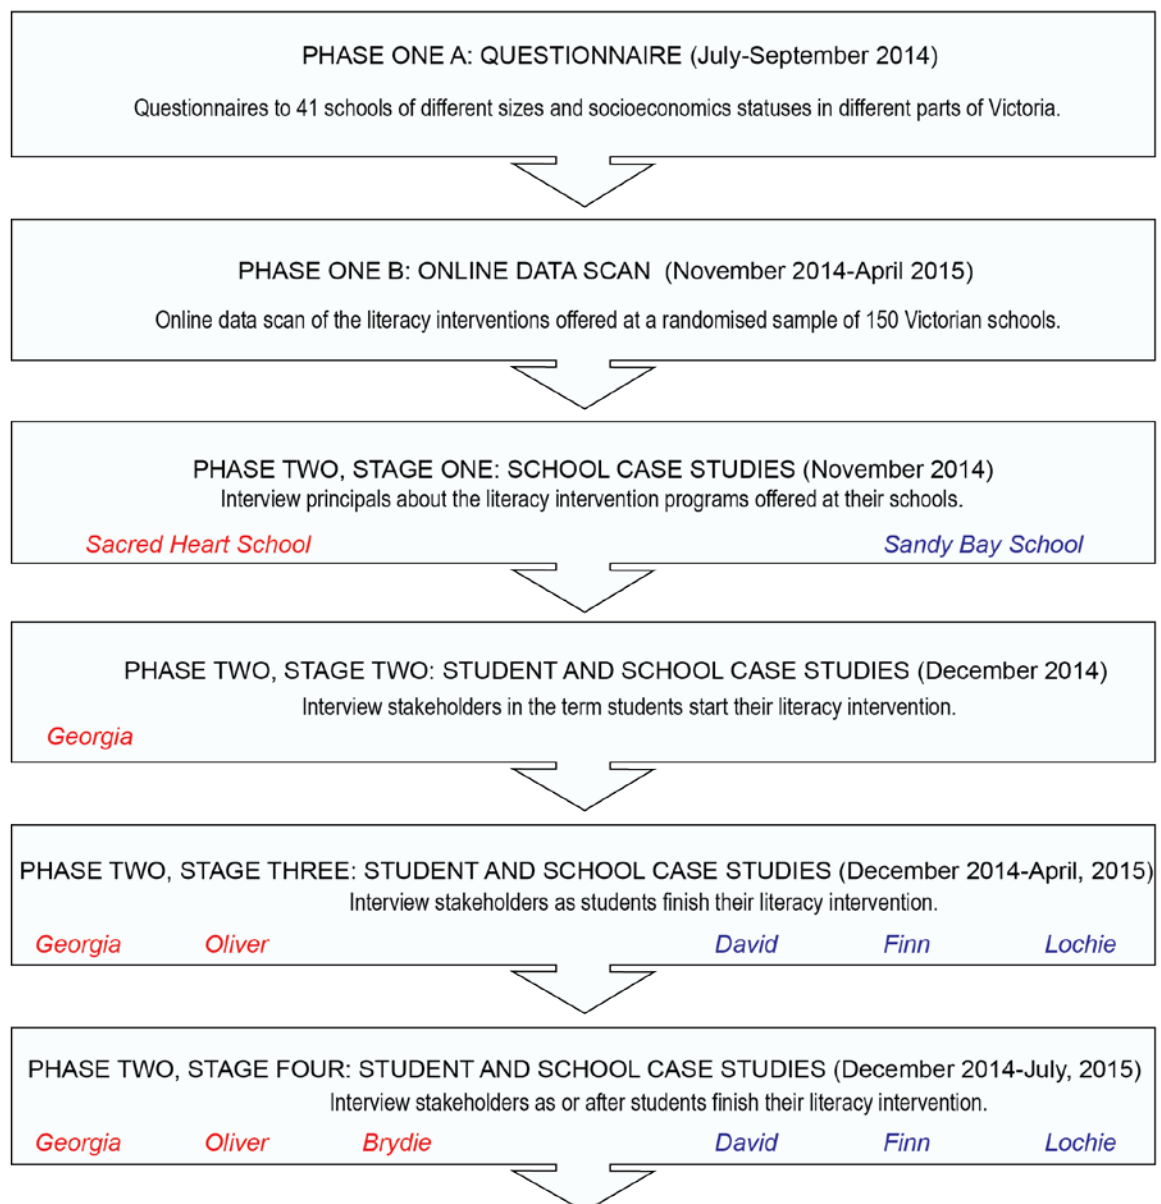 PHASE ONE A: QUESTIONNAIRE (July-September 2014)
Questionnaires to 41 schools of different sizes and socioeconomics statuses in different parts of Victoria.
PHASE ONE B: ONLINE DATA SCAN (November 2014-April 2015)
Online data scan of the literacy interventions offered at a randomised sample of 150 Victorian schools.
PHASE TWO, STAGE ONE: SCHOOL CASE STUDIES (November 2014)
Interview principals about the literacy intervention programs offered at their schools.
Sacred Heart School Sandy Bay School
PHASE TWO, STAGE TWO: STUDENT AND SCHOOL CASE STUDIES (December 2014)
Interview stakeholders in the term students start their literacy intervention.
Georgia
PHASE TWO, STAGE THREE: STUDENT AND SCHOOL CASE STUDIES (December 2014-April, 2015)
Interview stakeholders as students finish their literacy intervention.
Georgia Oliver David Finn Lochie
PHASE TWO, STAGE FOUR: STUDENT AND SCHOOL CASE STUDIES (December 2014-July, 2015)
Interview stakeholders as or after students finish their literacy intervention.
Georgia Oliver Brydie David Finn Lochie